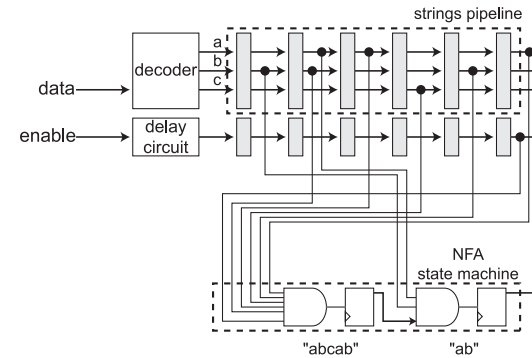 strings pipeline
a
decoder
b
data
c
enable
delay
circuit
NFA
state machine
"abcab"
"ab"